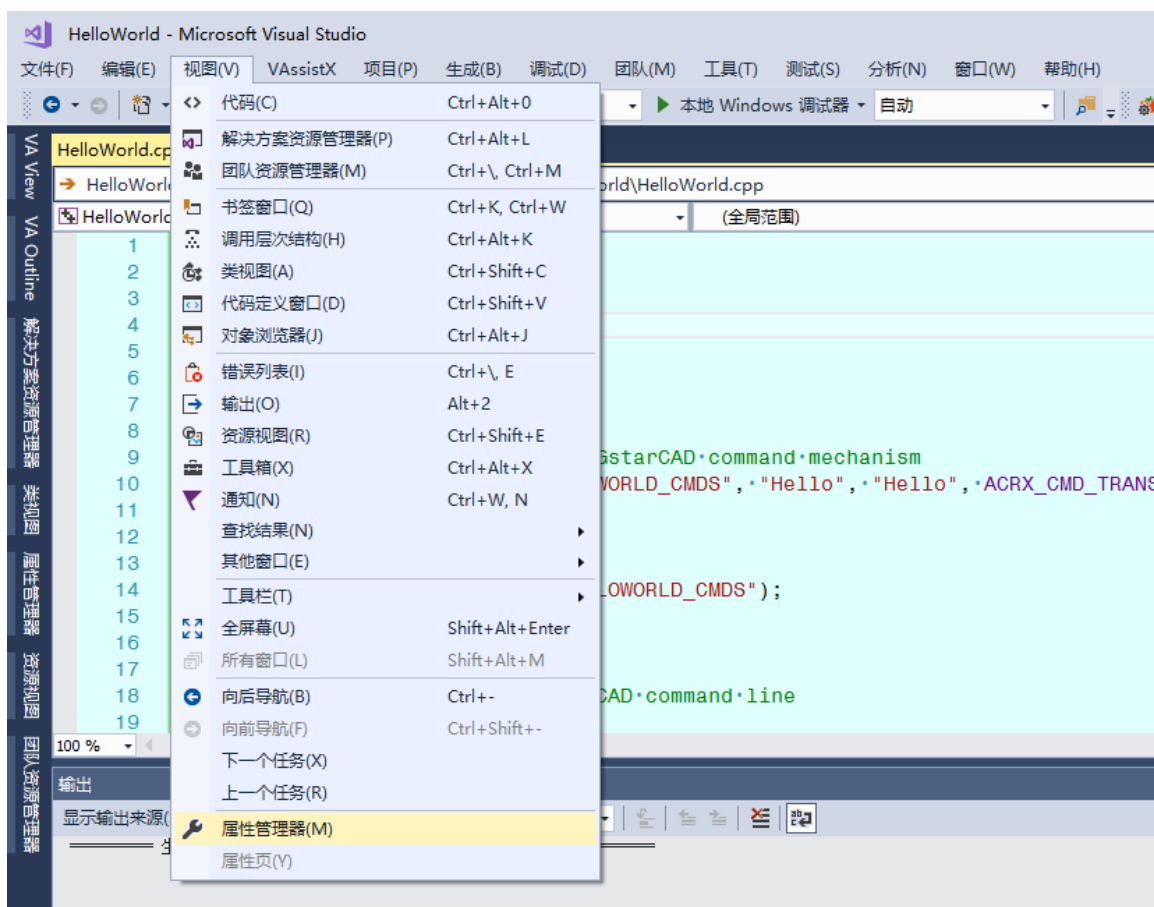 HelloWorld - Microsoft Visual Studio
文件(F) 编辑(E) 视图(V) VAssistX 项目(P) 生成(B) 调试(D) 团队(M) 工具(T) 测试(S) 分析(N) 窗口(W) 帮助(H)
本地 Windows 调试器 自动
代码(C) Ctrl+Alt+0
解决方案资源管理器(P) Ctrl+Alt+L
团队资源管理器(M) Ctrl+\, Ctrl+M
书签窗口(Q) Ctrl+K, Ctrl+W
调用层次结构(H) Ctrl+Alt+K
类视图(A) Ctrl+Shift+C
代码定义窗口(D) Ctrl+Shift+V
对象浏览器(J) Ctrl+Alt+J
错误列表(I) Ctrl+\, E
输出(O) Alt+2
资源视图(R) Ctrl+Shift+E
工具箱(X) Ctrl+Alt+X
通知(N) Ctrl+W, N
查找结果(N)
其他窗口(E)
工具栏(T)
全屏幕(U) Shift+Alt+Enter
所有窗口(L) Shift+Alt+M
向后导航(B) Ctrl+-
向前导航(F) Ctrl+Shift+-
下一个任务(X)
上一个任务(R)
属性管理器(M)
属性页(Y)
VA View
VA Outline
解决方案资源管理器
类视图
属性管理器
资源视图
团队资源管理器
HelloWorld.cp
HelloWorl
orld\HelloWorld.cpp
HelloWorld
(全局范围)
1
2
3
4
5
6
7
8
9 GstarCAD·command·mechanism
10 WORLD_CMDS",·"Hello",·"Hello",·ACRX_CMD_TRANS
11
12
13
14 LOWORLD_CMDS");
15
16
17
18 CAD·command·line
19
100 %
输出
显示输出来源(